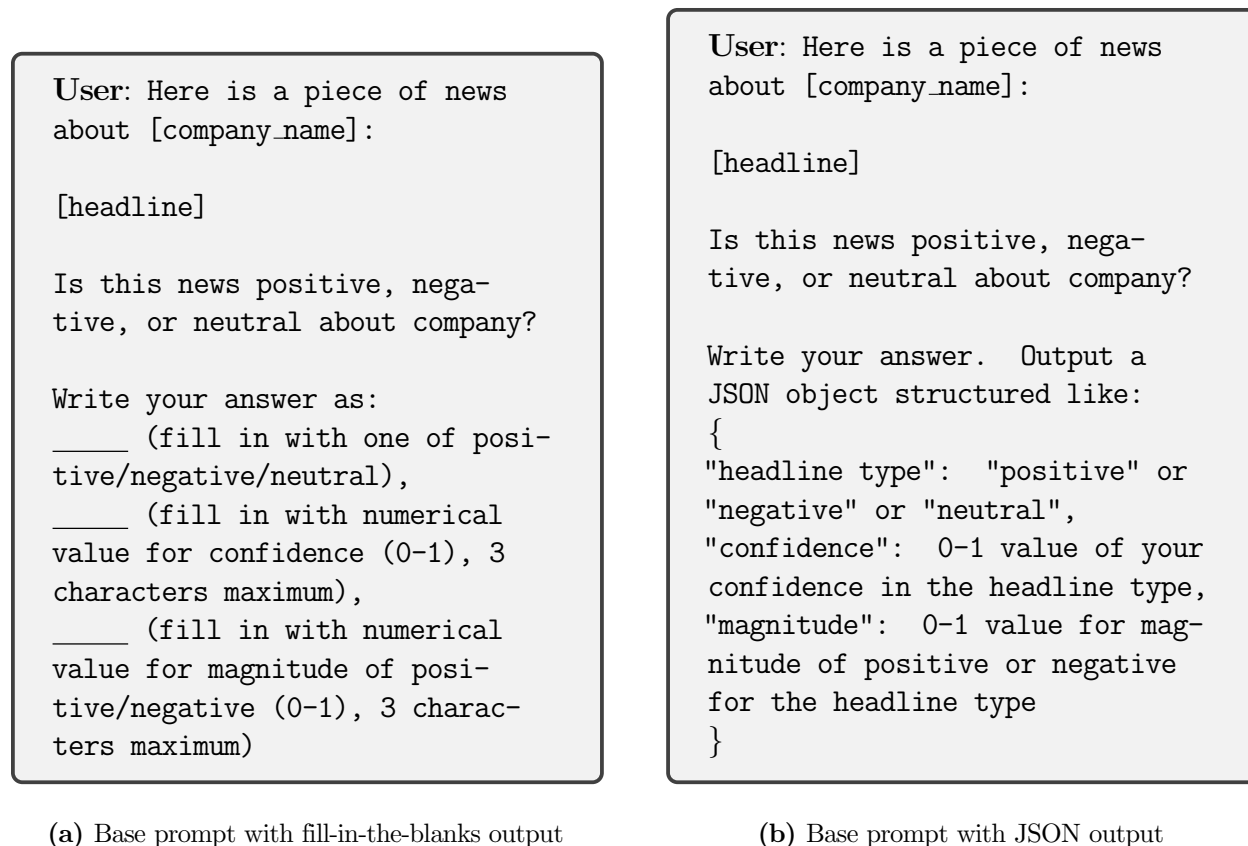 User: Here is a piece of news
about [company_name]:
[headline]
Is this news positive, nega-
tive, or neutral about company?
Write your answer as:
_____ (fill in with one of posi-
tive/negative/neutral),
_____ (fill in with numerical
value for confidence (0-1), 3
characters maximum),
_____ (fill in with numerical
value for magnitude of posi-
tive/negative (0-1), 3 charac-
ters maximum)
(a) Base prompt with fill-in-the-blanks output
User: Here is a piece of news
about [company_name]:
[headline]
Is this news positive, nega-
tive, or neutral about company?
Write your answer. Output a
JSON object structured like:
{
"headline type": "positive" or
"negative" or "neutral",
"confidence": 0-1 value of your
confidence in the headline type,
"magnitude": 0-1 value for mag-
nitude of positive or negative
for the headline type
}
(b) Base prompt with JSON output